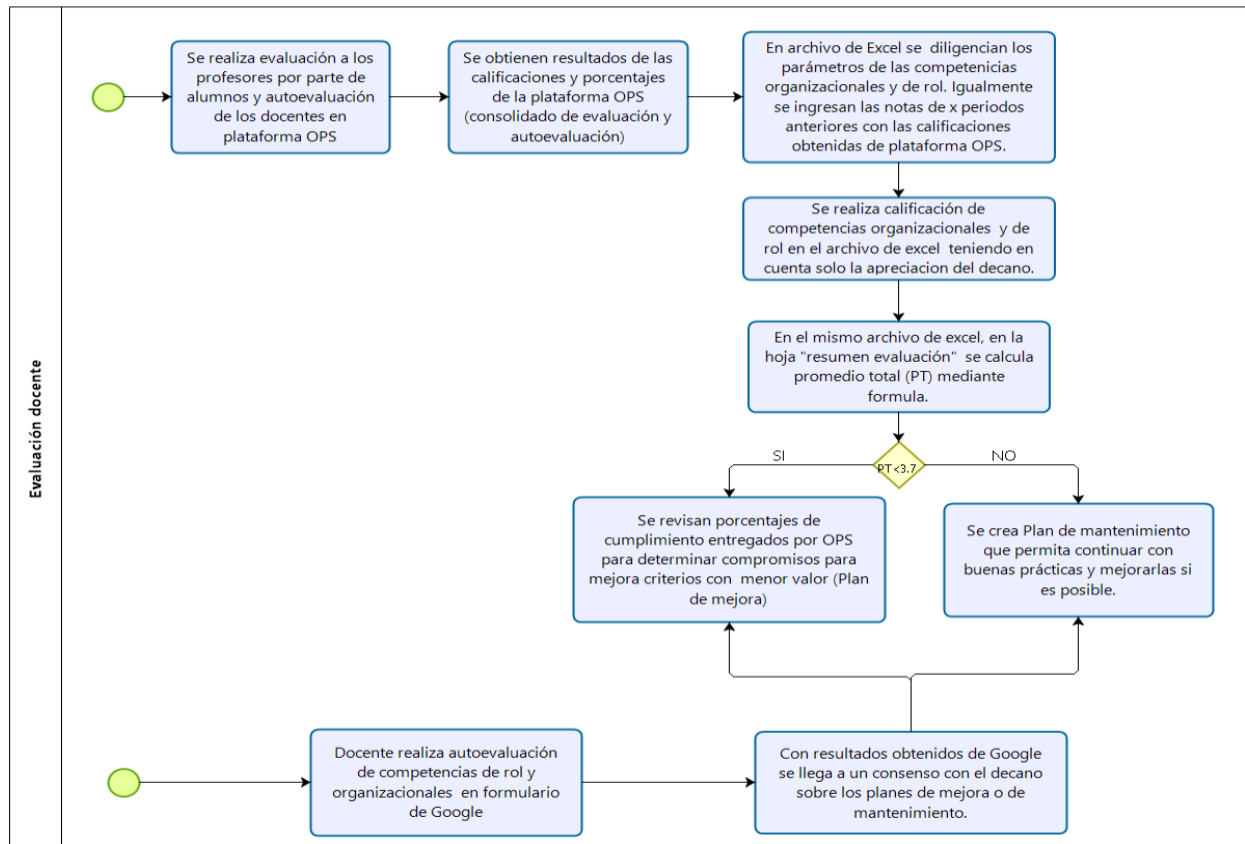 Evaluación docente
Se realiza evaluación a los
profesores por parte de
alumnos y autoevaluación
de los docentes en
plataforma OPS
Se obtienen resultados de las
calificaciones y porcentajes
de la plataforma OPS
(consolidado de evaluación y
autoevaluación)
En archivo de Excel se diligencian los
parámetros de las competenicias
organizacionales y de rol. Igualmente
se ingresan las notas de x periodos
anteriores con las calificaciones
obtenidas de plataforma OPS.
Se realiza calificación de
competencias organizacionales y de
rol en el archivo de excel teniendo en
cuenta solo la apreciacion del decano.
En el mismo archivo de excel, en la
hoja "resumen evaluación" se calcula
promedio total (PT) mediante
formula.
PT<3.7
SI
NO
Se revisan porcentajes de
cumplimiento entregados por OPS
para determinar compromisos para
mejora criterios con menor valor (Plan
de mejora)
Se crea Plan de mantenimiento
que permita continuar con
buenas prácticas y mejorarlas si
es posible.
Docente realiza autoevaluación
de competencias de rol y
organizacionales en formulario
de Google
Con resultados obtenidos de Google
se llega a un consenso con el decano
sobre los planes de mejora o de
mantenimiento.